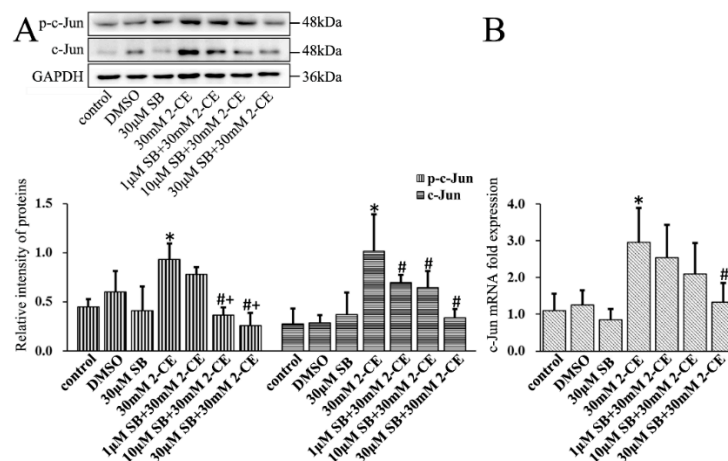 A
p-c-Jun
48kDa
c-Jun
48kDa
GAPDH
36kDa
control
DMSO
30μM SB
30mM 2-CE
1μM SB+30mM 2-CE
10μM SB+30mM 2-CE
30μM SB+30mM 2-CE
Relative intensity of proteins
1.5
1.0
0.5
0.0
p-c-Jun
c-Jun
*
#+
#+
*
#
#
#
control
DMSO
30μM SB
30mM 2-CE
1μM SB+30mM 2-CE
10μM SB+30mM 2-CE
30μM SB+30mM 2-CE
control
DMSO
30μM SB
30mM 2-CE
1μM SB+30mM 2-CE
10μM SB+30mM 2-CE
30μM SB+30mM 2-CE
B
c-Jun mRNA fold expression
4.0
3.0
2.0
1.0
0.0
*
#
control
DMSO
30μM SB
30mM 2-CE
1μM SB+30mM 2-CE
10μM SB+30mM 2-CE
30μM SB+30mM 2-CE